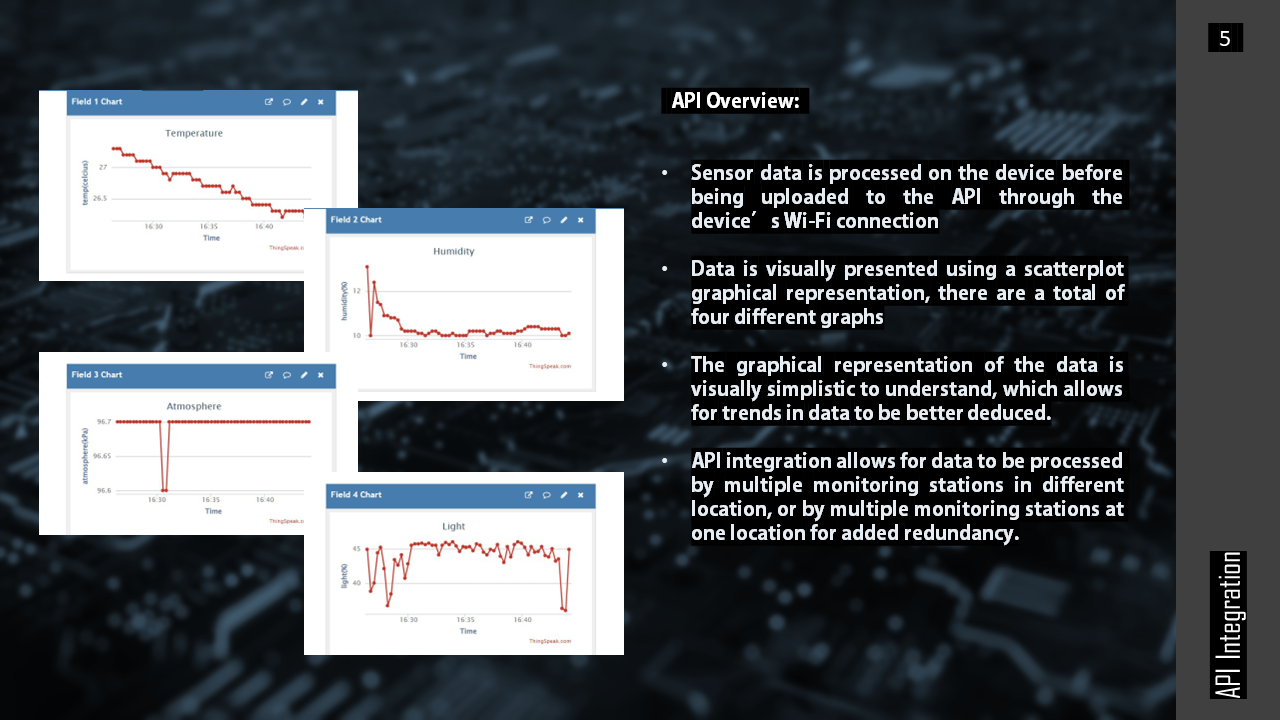 5
Field 1 Chart
Temperature
temp(celcius)
27
26.5
16:30 16:35 16:40
Time
ThingSpeak.c
Field 2 Chart
Humidity
humidity(%)
12
10
16:30 16:35 16:40
Time
ThingSpeak.com
Field 3 Chart
Atmosphere
atmosphere(kPa)
96.7
96.65
96.6
16:30 16:35 16:40
Time
ThingSpeak.c
Field 4 Chart
Light
light(%)
45
40
16:30 16:35 16:40
Time
ThingSpeak.com
API Overview:
• Sensor data is processed on the device before
being uploaded to the API through the
device’ s Wi-Fi connection
• Data is visually presented using a scatterplot
graphical representation, there are a total of
four different graphs
• The graphical representation of the data is
visually simplistic to understand, which allows
for trends in data to be better deduced.
• API integration allows for data to be processed
by multiple monitoring stations in different
location, or by multiple monitoring stations at
one location for added redundancy.
API Integration